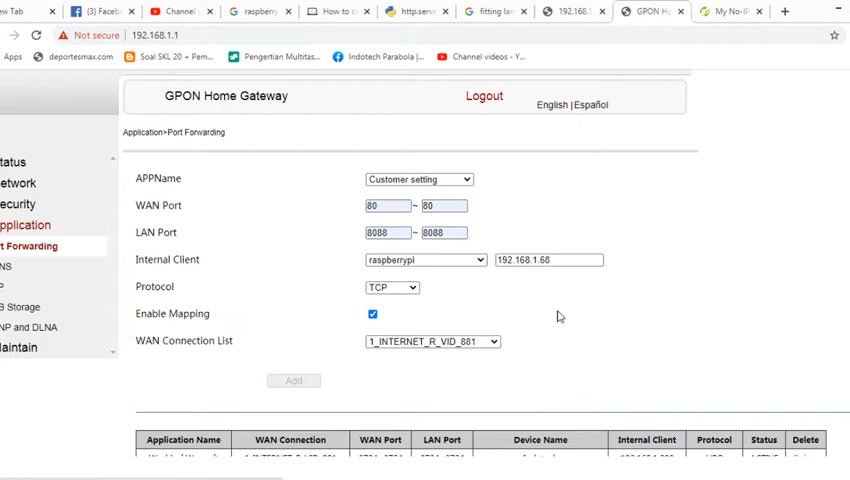 ew Tab (3) Faceb Channel v raspberry How to c http.serve fitting lan 192.168.1. GPON Ho My No-IP
Not secure 192.168.1.1
Apps deportesmax.com Soal SKL 20 + Pem... Pengertian Multitas... Indotech Parabola |... Channel videos - Y...
GPON Home Gateway Logout
English |Español
Application>Port Forwarding
tatus
etwork
ecurity
pplication
rt Forwarding
NS
P
B Storage
NP and DLNA
aintain
APPName Customer setting
WAN Port 80 ~ 80
LAN Port 8088 ~ 8088
Internal Client raspberrypi 192.168.1.68
Protocol TCP
Enable Mapping
WAN Connection List 1_INTERNET_R_VID_881
Add
Application Name WAN Connection WAN Port LAN Port Device Name Internal Client Protocol Status Delete